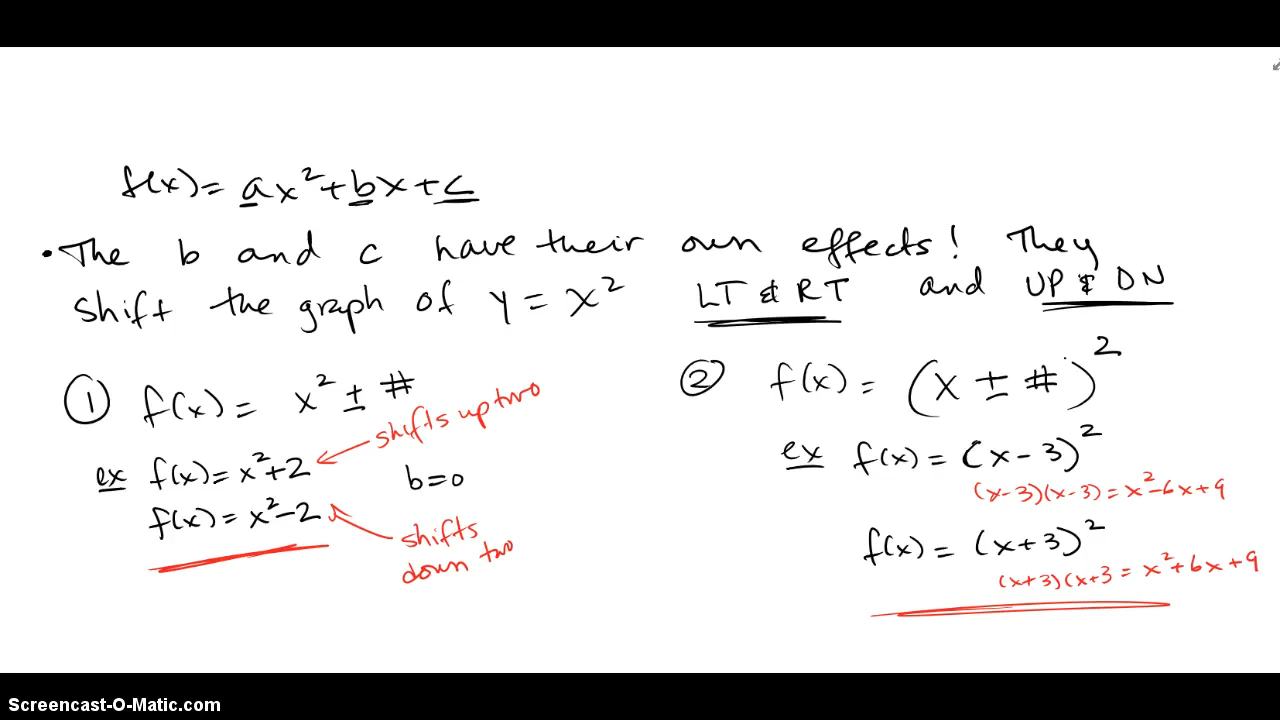 f(x) = ax² + bx + c
• The b and c have their own effects! They
shift the graph of y = x² LT & RT and UP & DN
① f(x) = x² ± #
shifts up two
ex f(x) = x² + 2
b = 0
f(x) = x² - 2
shifts
down two
② f(x) = (x ± #)²
ex f(x) = (x - 3)²
(x-3)(x-3) = x² - 6x + 9
f(x) = (x + 3)²
(x+3)(x+3 = x² + 6x + 9
Screencast-O-Matic.com